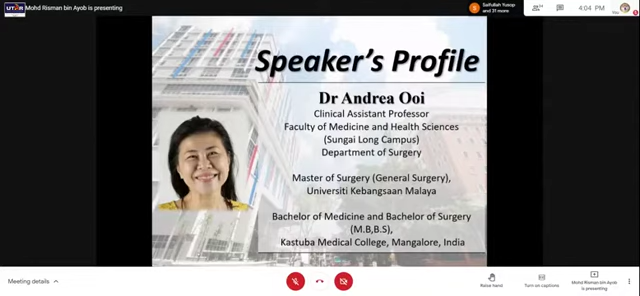 UTAR
Mohd Risman bin Ayob is presenting
S
Saifullah Yusop
and 31 more
4:04 PM
You
Speaker's Profile
Dr Andrea Ooi
Clinical Assistant Professor
Faculty of Medicine and Health Sciences
(Sungai Long Campus)
Department of Surgery
Master of Surgery (General Surgery),
Universiti Kebangsaan Malaya
Bachelor of Medicine and Bachelor of Surgery
(M.B,B.S),
Kastuba Medical College, Mangalore, India
Meeting details
Raise hand
Turn on captions
Mohd Risman bin Ayob
is presenting